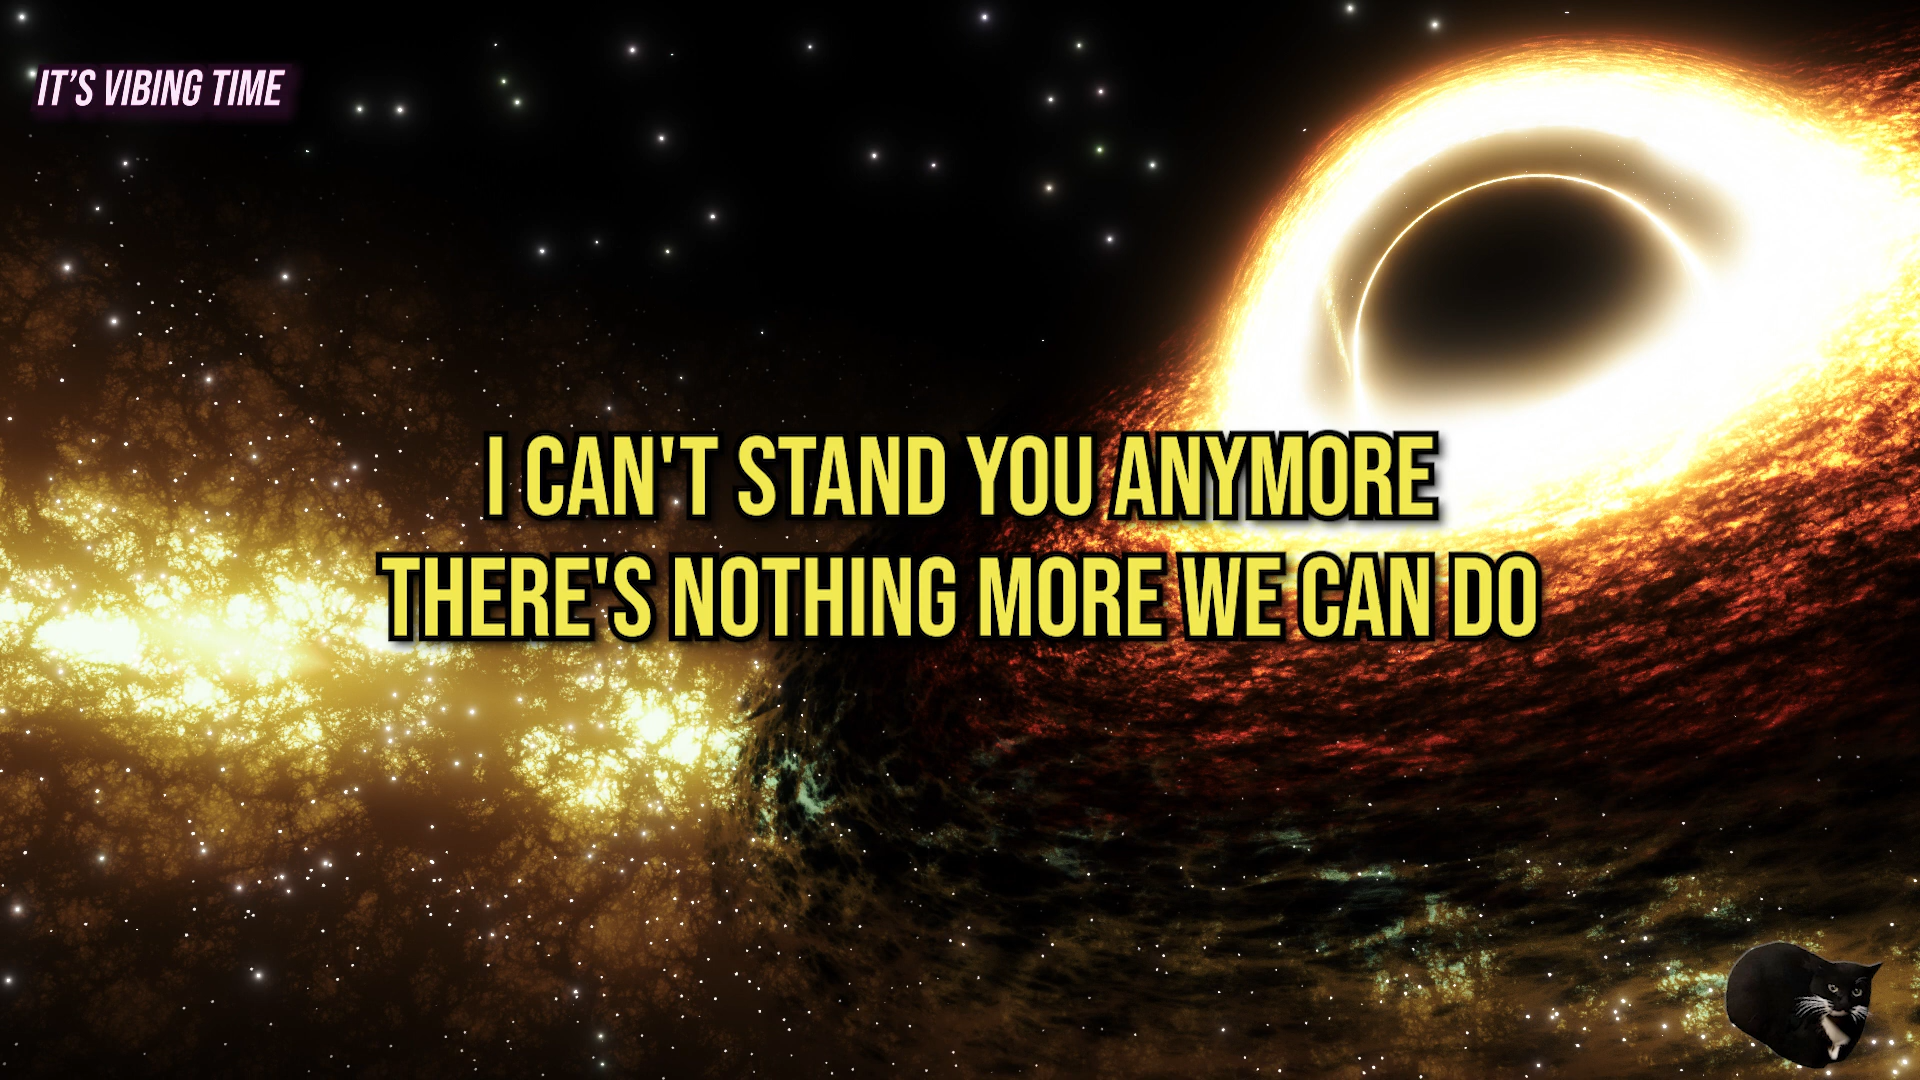 IT’S VIBING TIME
I CAN'T STAND YOU ANYMORE
THERE'S NOTHING MORE WE CAN DO